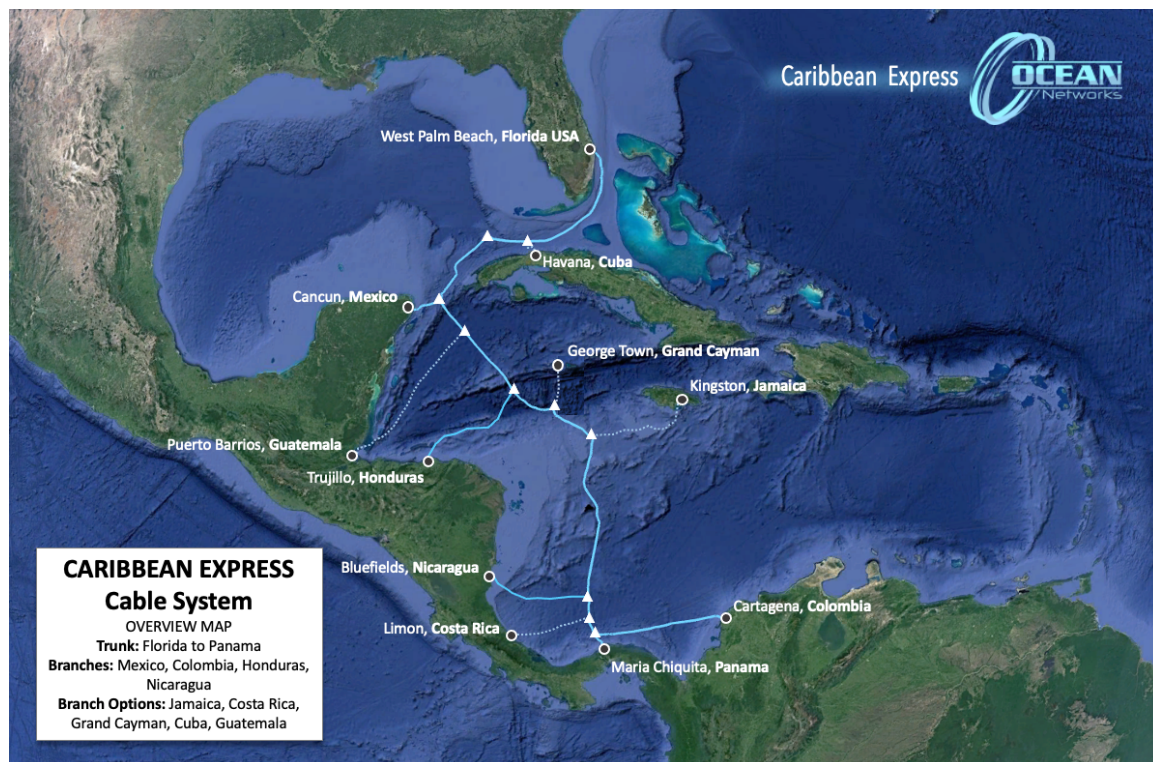 Caribbean Express
OCEAN
Networks
West Palm Beach, Florida USA
Havana, Cuba
Cancun, Mexico
George Town, Grand Cayman
Kingston, Jamaica
Puerto Barrios, Guatemala
Trujillo, Honduras
Bluefields, Nicaragua
Cartagena, Colombia
Limon, Costa Rica
Maria Chiquita, Panama
CARIBBEAN EXPRESS
Cable System
OVERVIEW MAP
Trunk: Florida to Panama
Branches: Mexico, Colombia, Honduras,
Nicaragua
Branch Options: Jamaica, Costa Rica,
Grand Cayman, Cuba, Guatemala